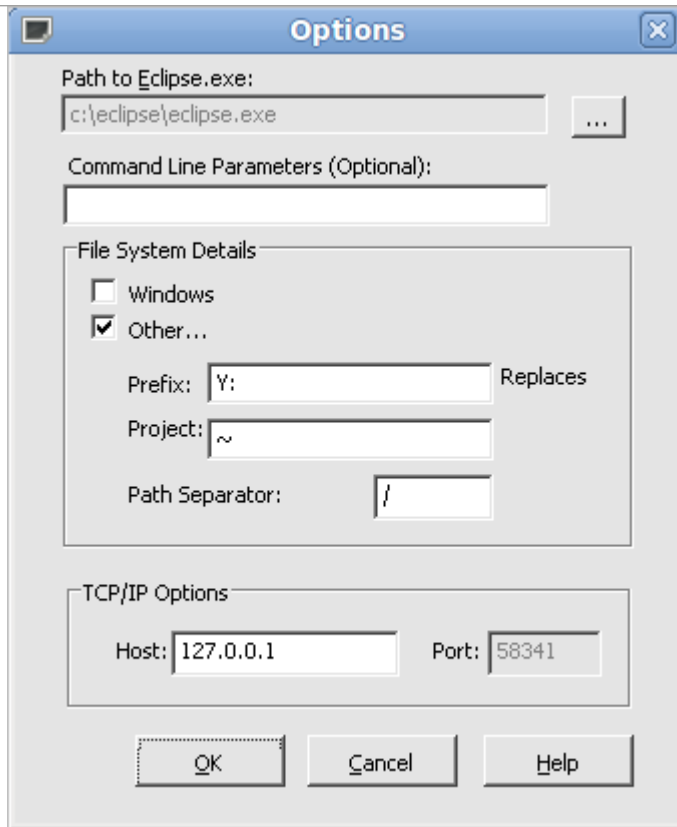 Options
Path to Eclipse.exe:
c:\eclipse\eclipse.exe
...
Command Line Parameters (Optional):
File System Details
Windows
Other...
Prefix: Y: Replaces
Project: ~
Path Separator: /
TCP/IP Options
Host: 127.0.0.1 Port: 58341
OK Cancel Help